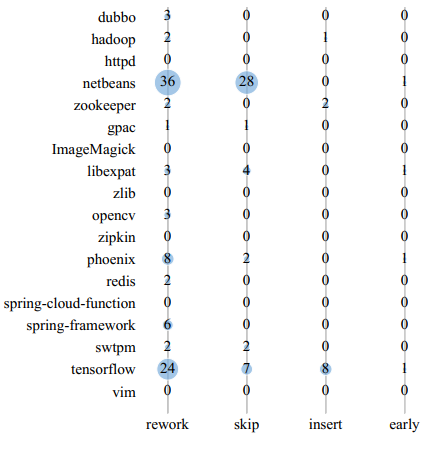 dubbo 3 0 0 0
hadoop 2 0 1 0
httpd 0 0 0 0
netbeans 36 28 0 1
zookeeper 2 0 2 0
gpac 1 1 0 0
ImageMagick 0 0 0 0
libexpat 3 4 0 1
zlib 0 0 0 0
opencv 3 0 0 0
zipkin 0 0 0 0
phoenix 8 2 0 1
redis 2 0 0 0
spring-cloud-function 0 0 0 0
spring-framework 6 0 0 0
swtpm 2 2 0 0
tensorflow 24 7 8 1
vim 0 0 0 0
rework skip insert early